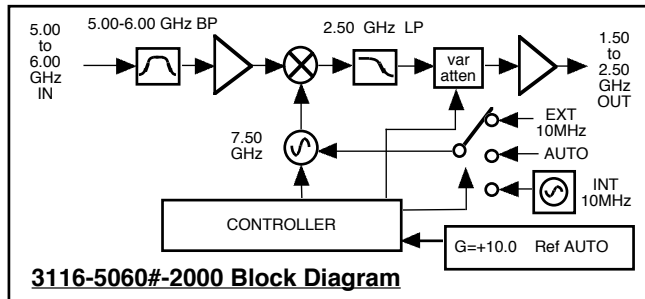 5.00
to
6.00
GHz
IN
5.00-6.00 GHz BP
2.50 GHz LP
var
atten
1.50
to
2.50
GHz
OUT
7.50
GHz
EXT
10MHz
AUTO
INT
10MHz
CONTROLLER
G=+10.0 Ref AUTO
3116-5060#-2000 Block Diagram